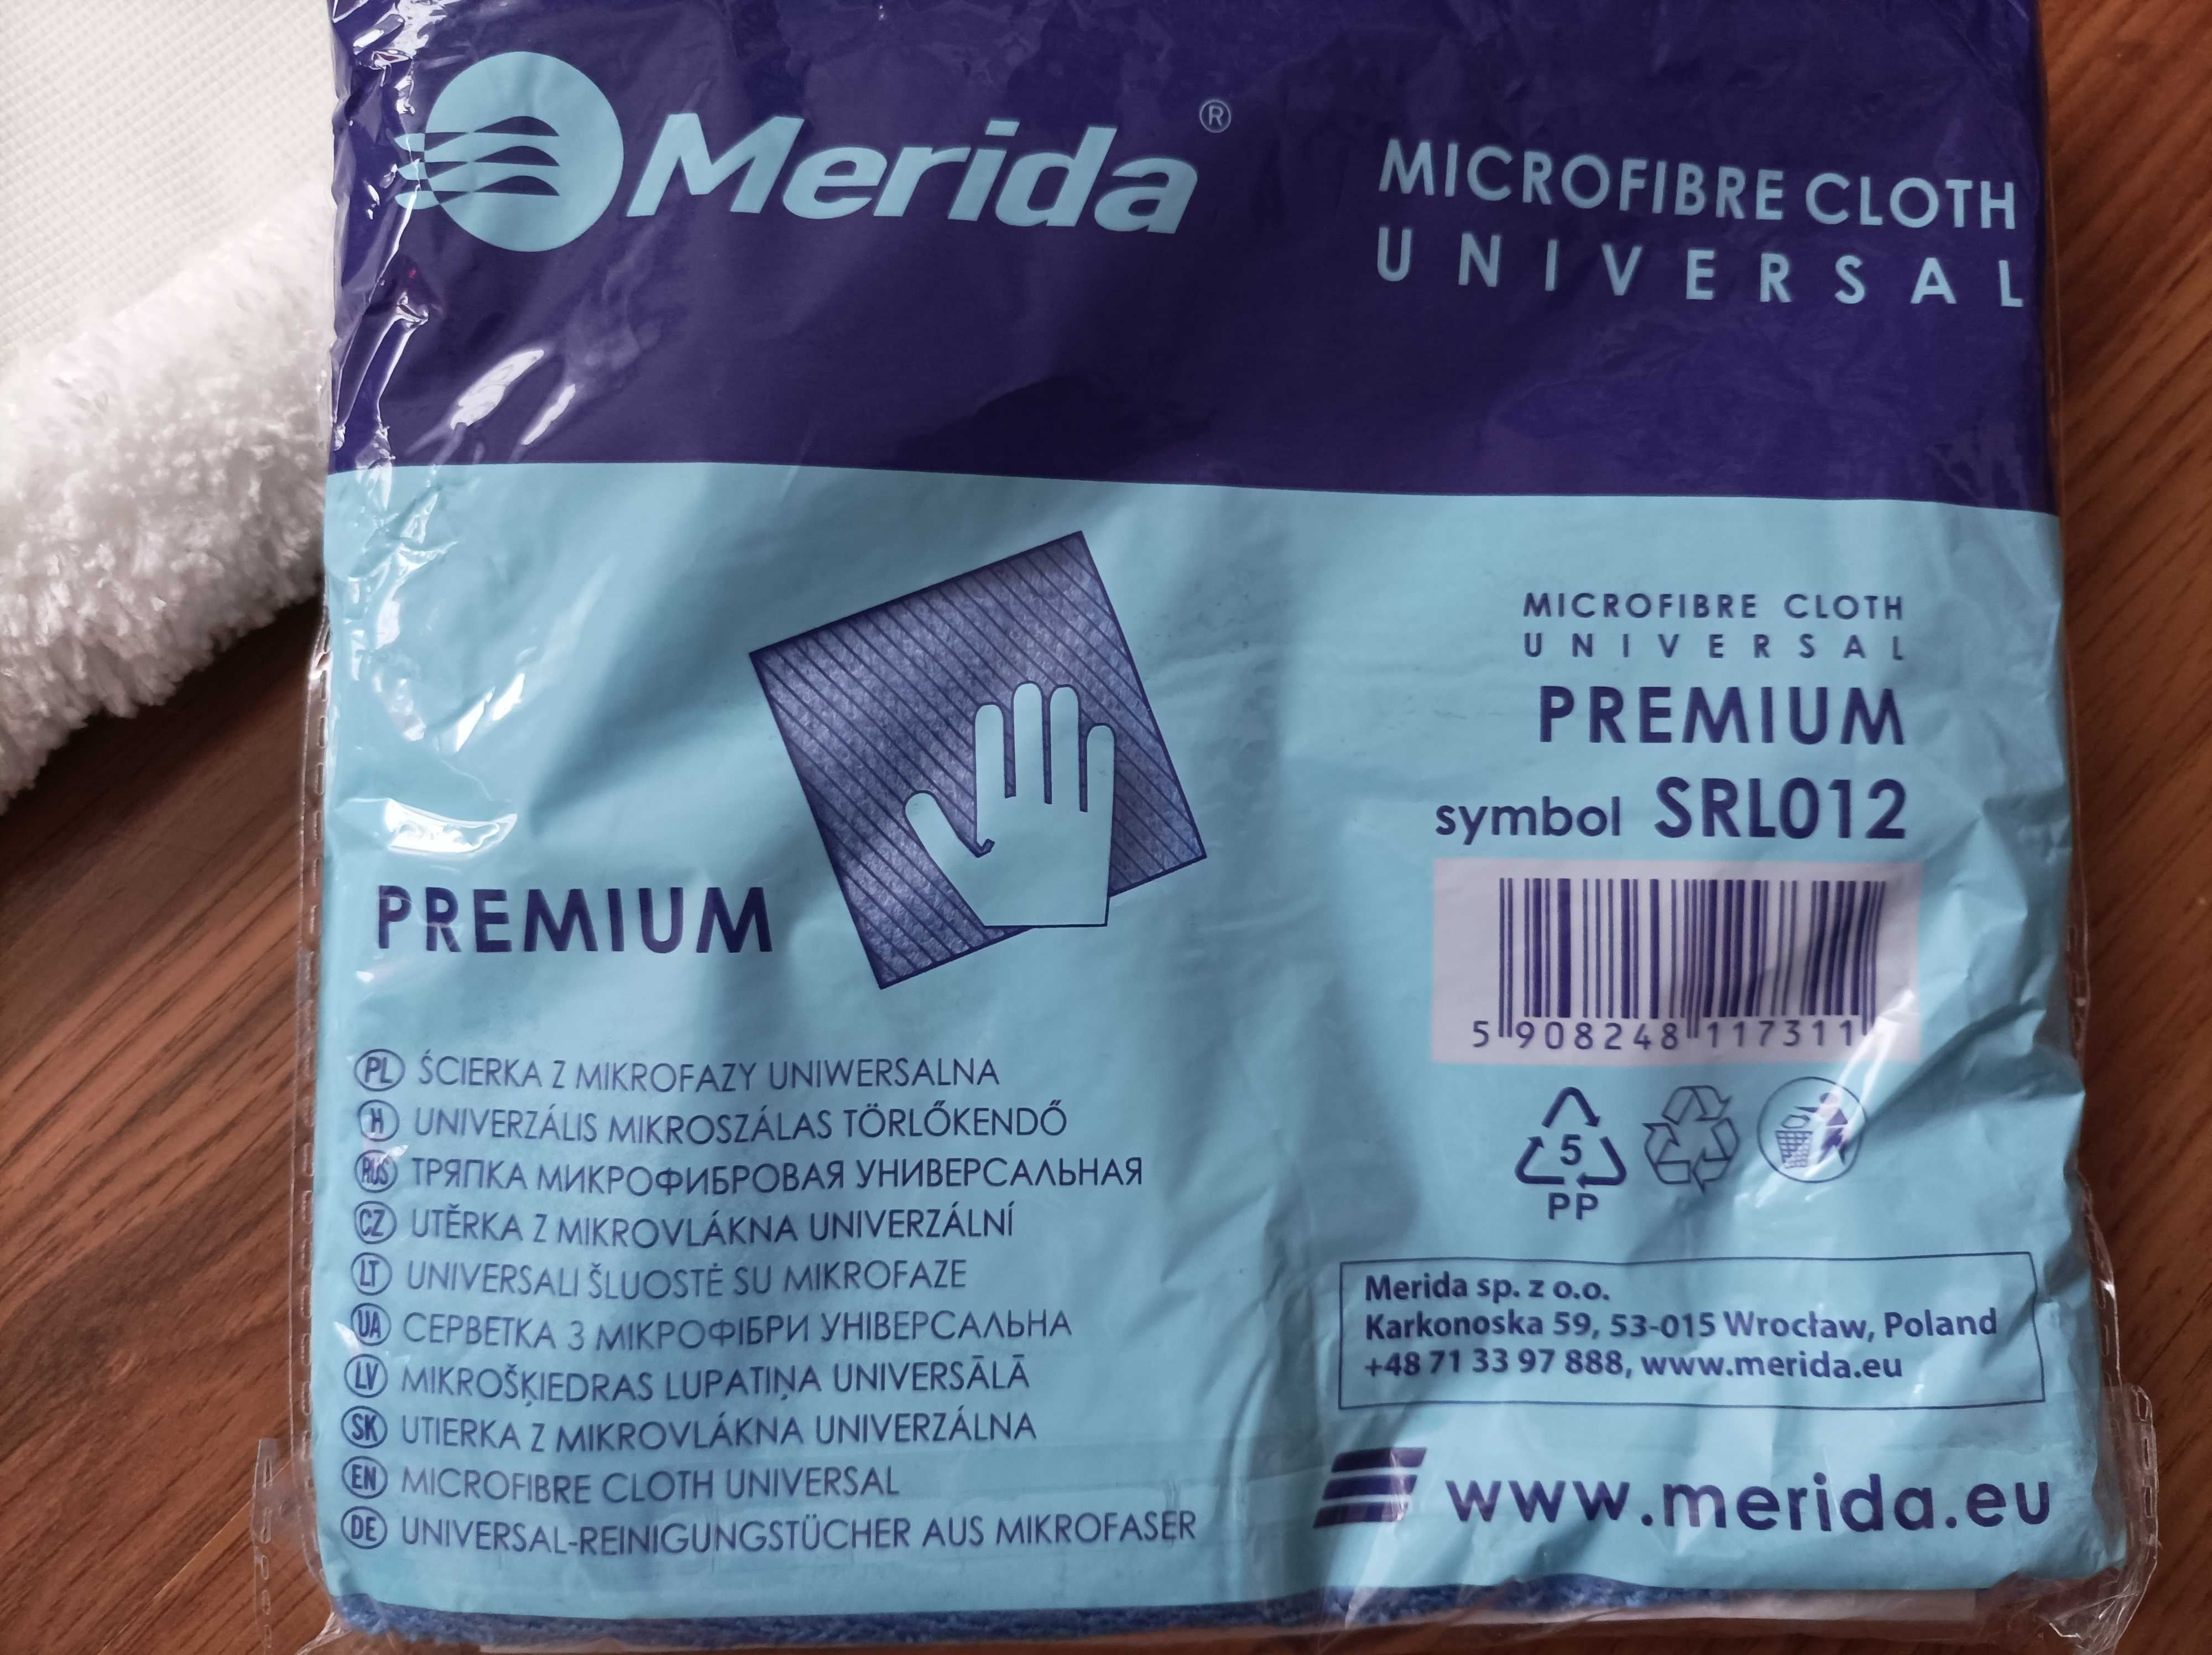 Merida ®
MICROFIBRE CLOTH
UNIVERSAL
MICROFIBRE CLOTH
UNIVERSAL
PREMIUM
symbol SRL012
5 908248 117311
PREMIUM
PL ŚCIERKA Z MIKROFAZY UNIWERSALNA
H UNIVERZÁLIS MIKROSZÁLAS TÖRLŐKENDŐ
RUS ТРЯПКА МИКРОФИБРОВАЯ УНИВЕРСАЛЬНАЯ
CZ UTĚRKA Z MIKROVLÁKNA UNIVERZÁLNÍ
LT UNIVERSALI ŠLUOSTĖ SU MIKROFAZE
UA СЕРВЕТКА З МІКРОФІБРИ УНІВЕРСАЛЬНА
LV MIKROŠĶIEDRAS LUPATIŅA UNIVERSĀLĀ
SK UTIERKA Z MIKROVLÁKNA UNIVERZÁLNA
EN MICROFIBRE CLOTH UNIVERSAL
DE UNIVERSAL-REINIGUNGSTÜCHER AUS MIKROFASER
5
PP
Merida sp. z o.o.
Karkonoska 59, 53-015 Wrocław, Poland
+48 71 33 97 888, www.merida.eu
www.merida.eu